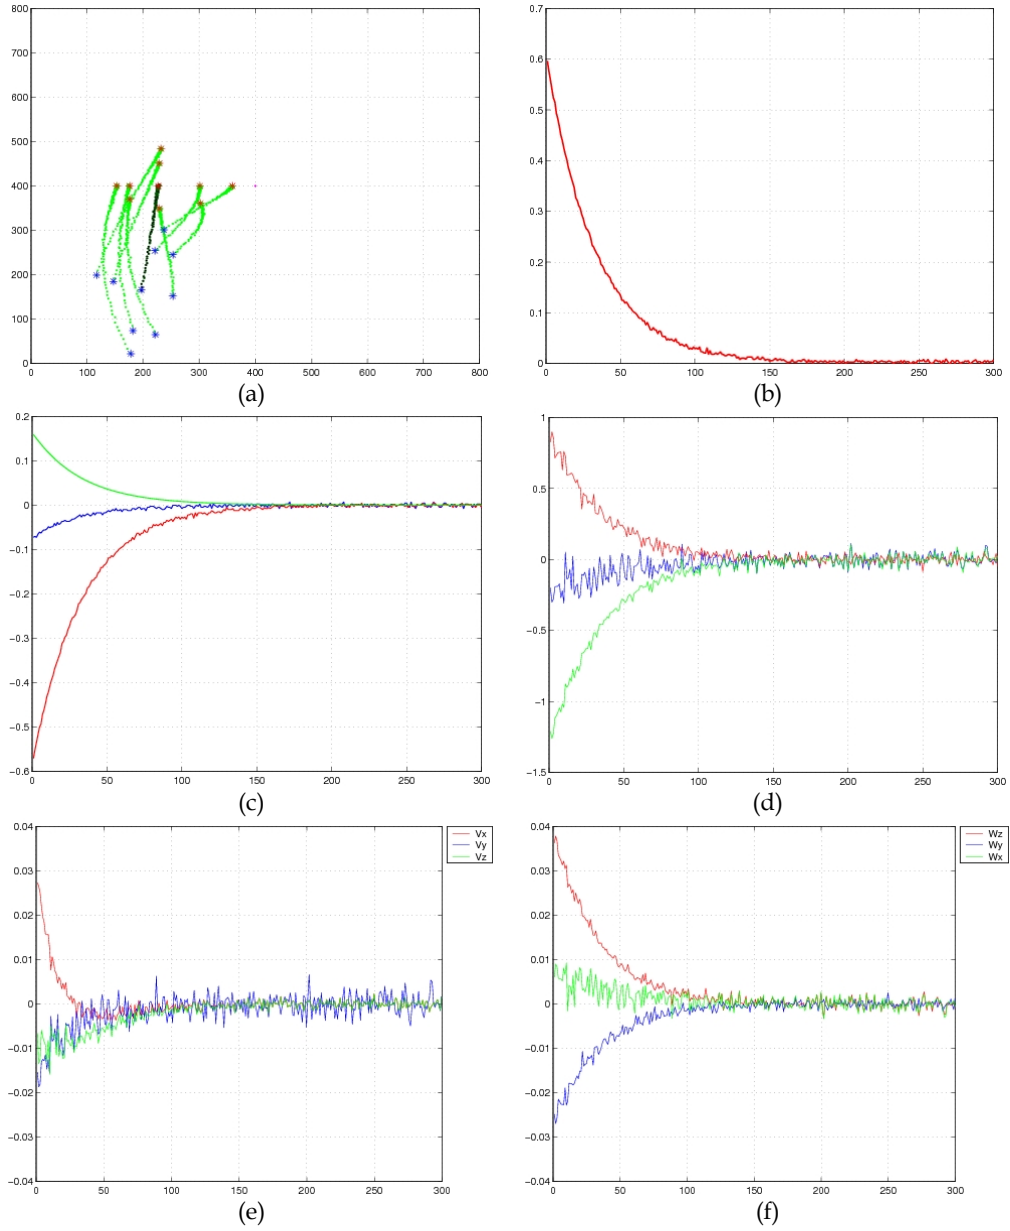 800
700
600
500
400
300
200
100
0
0 100 200 300 400 500 600 700 800
(a)
0.7
0.6
0.5
0.4
0.3
0.2
0.1
0
0 50 100 150 200 250 300
(b)
0.2
0.1
0
−0.1
−0.2
−0.3
−0.4
−0.5
−0.6
0 50 100 150 200 250 300
(c)
1
0.5
0
−0.5
−1
−1.5
0 50 100 150 200 250 300
(d)
0.04
0.03
0.02
0.01
0
−0.01
−0.02
−0.03
−0.04
0 50 100 150 200 250 300
Vx
Vy
Vz
(e)
0.04
0.03
0.02
0.01
0
−0.01
−0.02
−0.03
−0.04
0 50 100 150 200 250 300
Wz
Wy
Wx
(f)